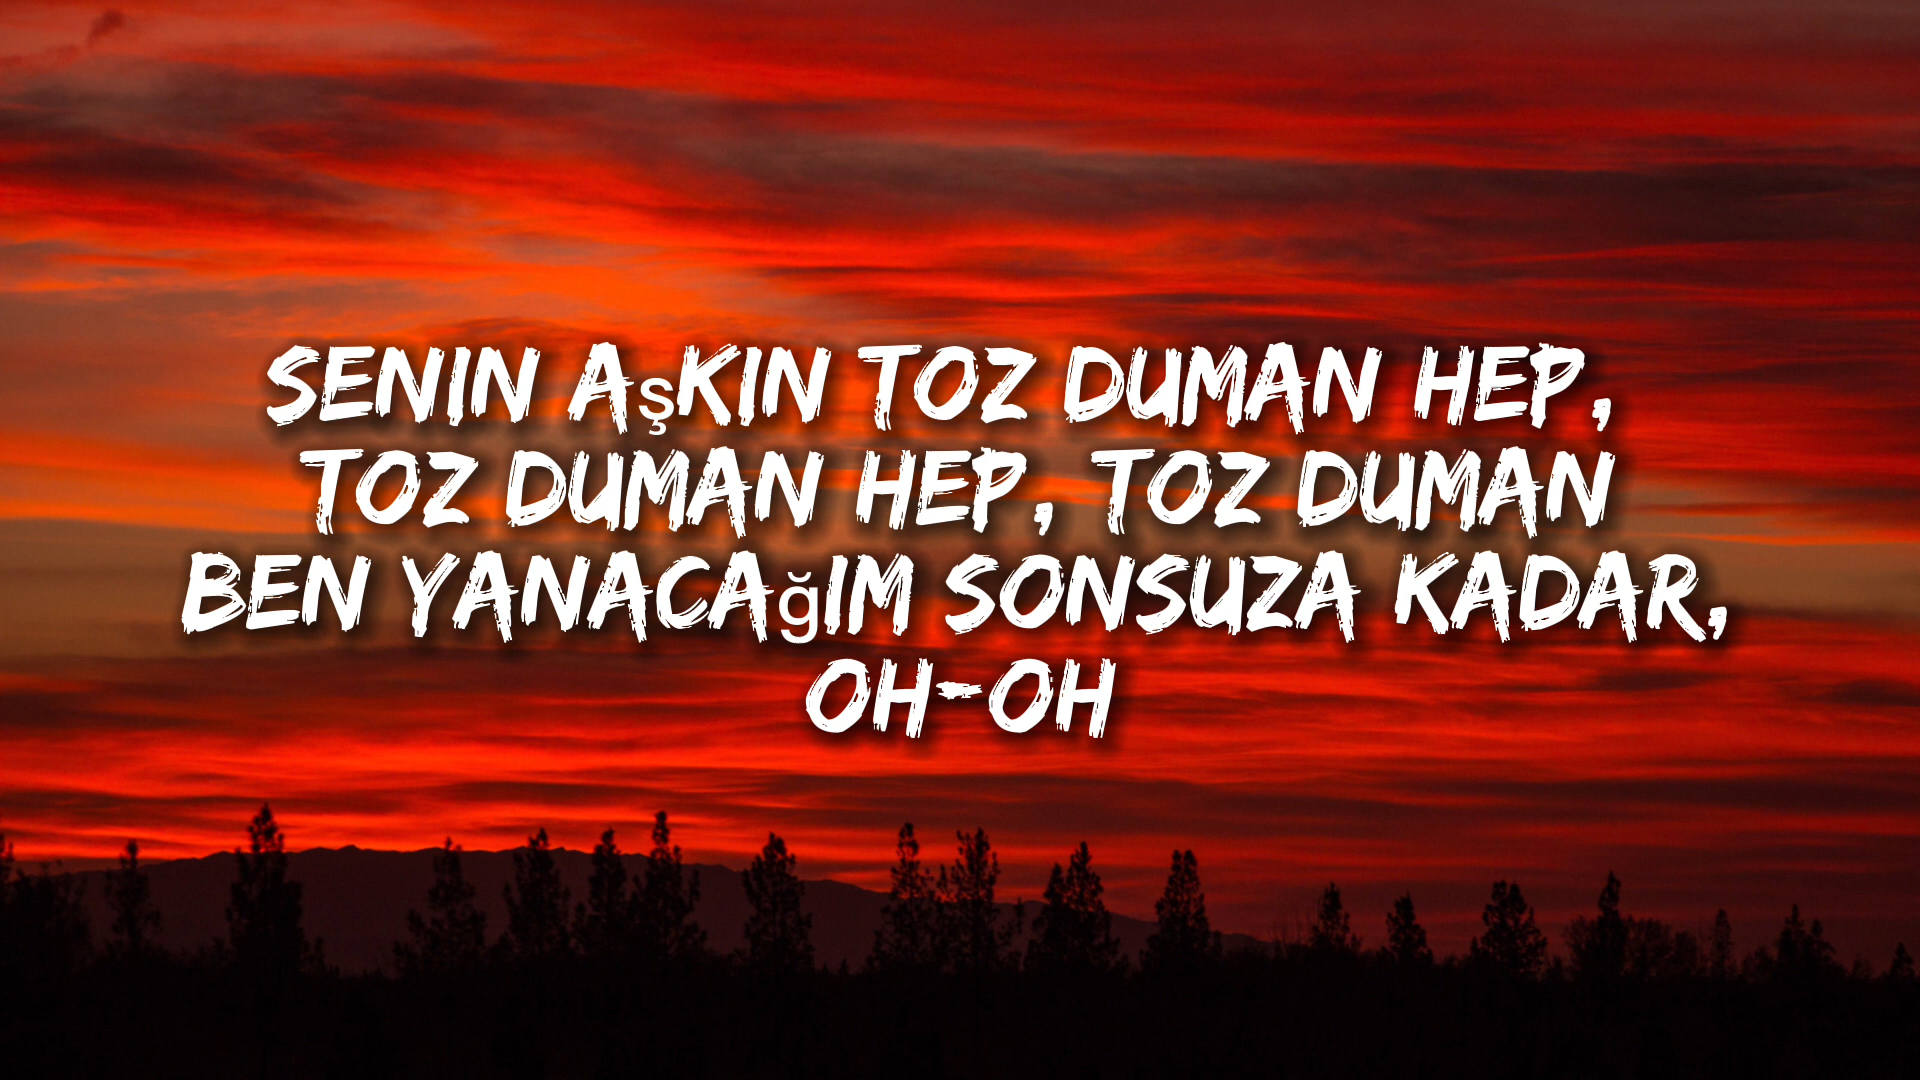 SENIN AşKIN TOZ DUMAN HEP,
TOZ DUMAN HEP, TOZ DUMAN
BEN YANACAğIM SONSUZA KADAR,
OH-OH